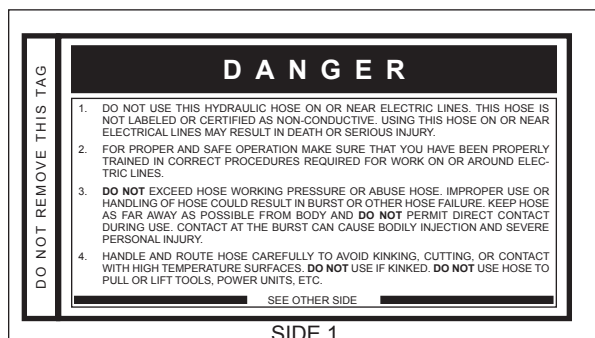 DO NOT REMOVE THIS TAG
D A N G E R
1. DO NOT USE THIS HYDRAULIC HOSE ON OR NEAR ELECTRIC LINES. THIS HOSE IS
NOT LABELED OR CERTIFIED AS NON-CONDUCTIVE. USING THIS HOSE ON OR NEAR
ELECTRICAL LINES MAY RESULT IN DEATH OR SERIOUS INJURY.
2. FOR PROPER AND SAFE OPERATION MAKE SURE THAT YOU HAVE BEEN PROPERLY
TRAINED IN CORRECT PROCEDURES REQUIRED FOR WORK ON OR AROUND ELEC-
TRIC LINES.
3. DO NOT EXCEED HOSE WORKING PRESSURE OR ABUSE HOSE. IMPROPER USE OR
HANDLING OF HOSE COULD RESULT IN BURST OR OTHER HOSE FAILURE. KEEP HOSE
AS FAR AWAY AS POSSIBLE FROM BODY AND DO NOT PERMIT DIRECT CONTACT
DURING USE. CONTACT AT THE BURST CAN CAUSE BODILY INJECTION AND SEVERE
PERSONAL INJURY.
4. HANDLE AND ROUTE HOSE CAREFULLY TO AVOID KINKING, CUTTING, OR CONTACT
WITH HIGH TEMPERATURE SURFACES. DO NOT USE IF KINKED. DO NOT USE HOSE TO
PULL OR LIFT TOOLS, POWER UNITS, ETC.
SEE OTHER SIDE
SIDE 1